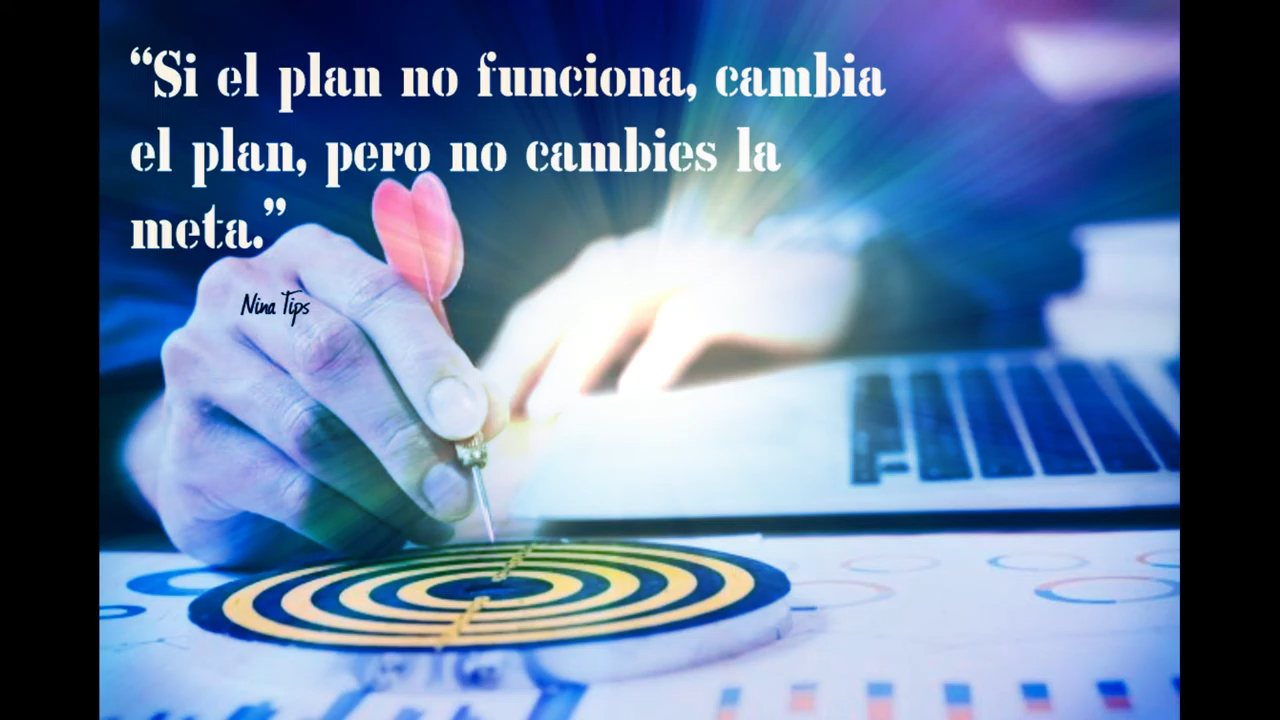 “Si el plan no funciona, cambia
el plan, pero no cambies la
meta.”
Nina Tips